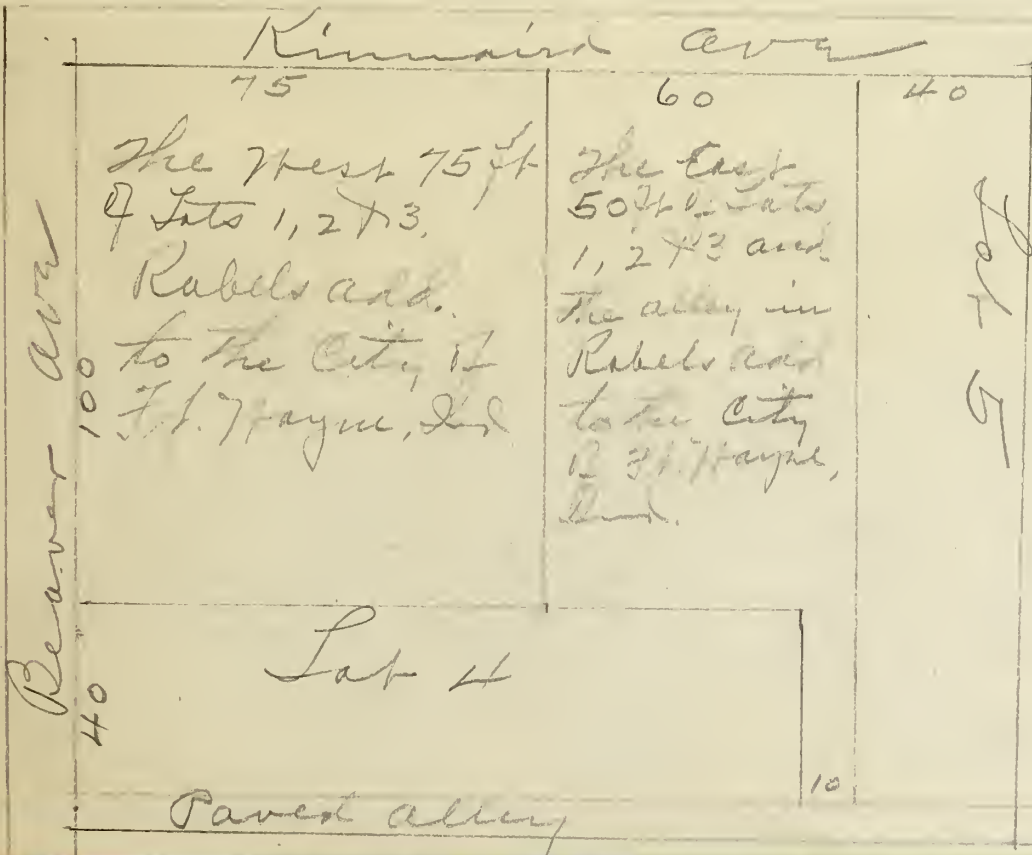 Kinnaird Ave
75
60
40
The West 75 ft
of Lots 1, 2 & 3,
Rabels add.
to the City of
Ft. Wayne, Ind
The East
50 ft of Lots
1, 2 & 3 and
The alley in
Rabels add
to the City
of Ft. Wayne,
Ind.
Lot 5
Beaver Ave
100
40
Lot 4
10
Paved alley